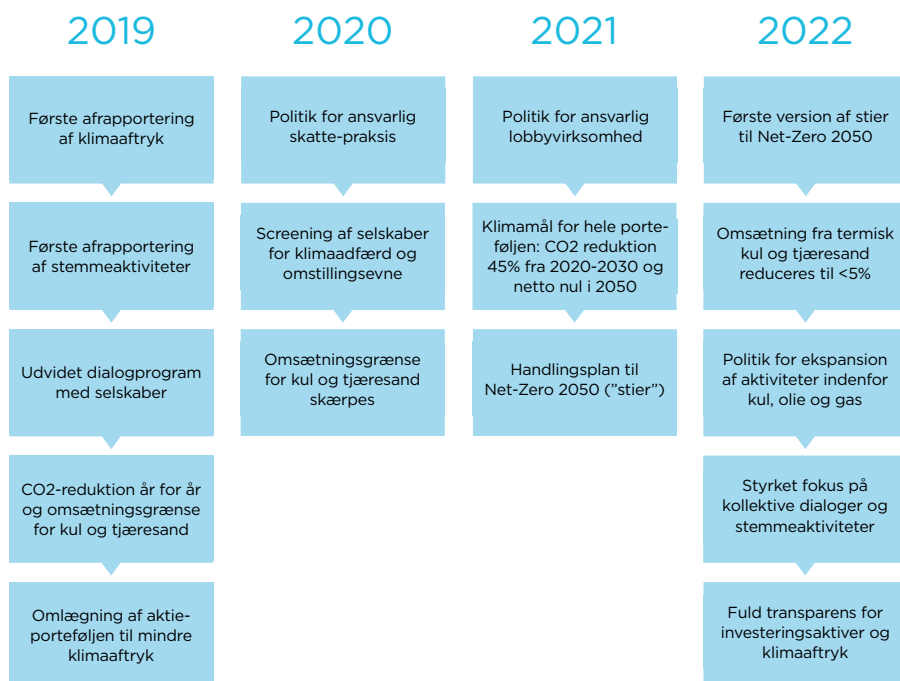 2019
Første afrapportering
af klimaaftryk
Første afrapportering
af stemmeaktiviteter
Udvidet dialogprogram
med selskaber
CO2-reduktion år for år
og omsætningsgrænse
for kul og tjæresand
Omlægning af aktie-
porteføljen til mindre
klimaaftryk
2020
Politik for ansvarlig
skatte-praksis
Screening af selskaber
for klimaadfærd og
omstillingsevne
Omsætningsgrænse
for kul og tjæresand
skærpes
2021
Politik for ansvarlig
lobbyvirksomhed
Klimamål for hele porte-
føljen: CO2 reduktion
45% fra 2020-2030 og
netto nul i 2050
Handlingsplan til
Net-Zero 2050 (”stier”)
2022
Første version af stier
til Net-Zero 2050
Omsætning fra termisk
kul og tjæresand
reduceres til <5%
Politik for ekspansion
af aktiviteter indenfor
kul, olie og gas
Styrket fokus på
kollektive dialoger og
stemmeaktiviteter
Fuld transparens for
investeringsaktiver og
klimaaftryk